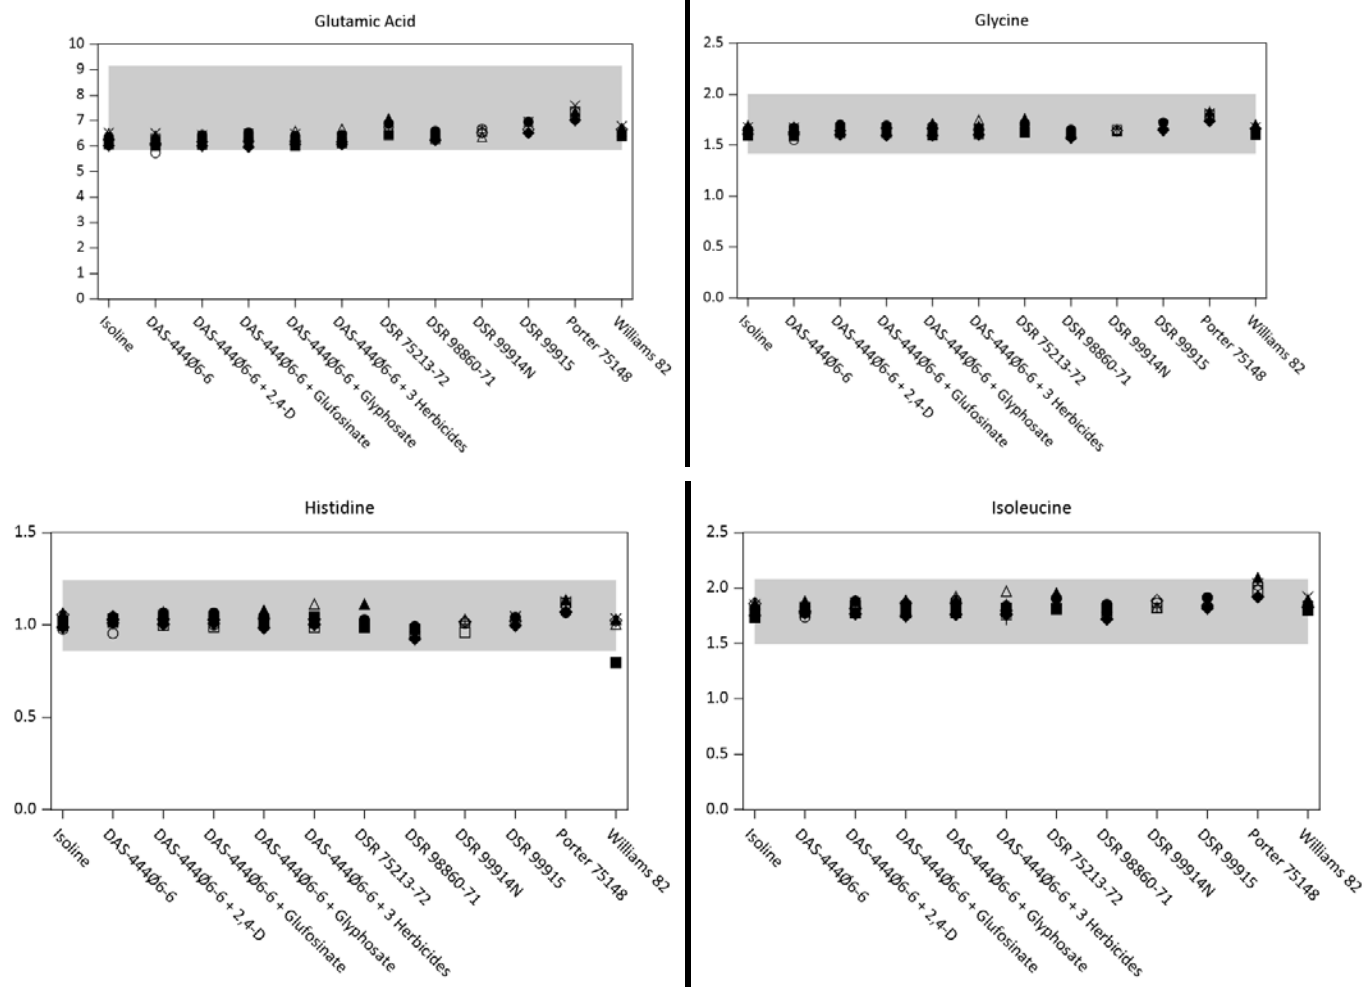 Glutamic Acid
10
9
8
7
6
5
4
3
2
1
0
Isoline
DAS-444Ø6-6
DAS-444Ø6-6 + 2,4-D
DAS-444Ø6-6 + Glufosinate
DAS-444Ø6-6 + Glyphosate
DAS-444Ø6-6 + 3 Herbicides
DSR 75213-72
DSR 98860-71
DSR 99914N
DSR 99915
Porter 75148
Williams 82
Glycine
2.5
2.0
1.5
1.0
0.5
0.0
Isoline
DAS-444Ø6-6
DAS-444Ø6-6 + 2,4-D
DAS-444Ø6-6 + Glufosinate
DAS-444Ø6-6 + Glyphosate
DAS-444Ø6-6 + 3 Herbicides
DSR 75213-72
DSR 98860-71
DSR 99914N
DSR 99915
Porter 75148
Williams 82
Histidine
1.5
1.0
0.5
0.0
Isoline
DAS-444Ø6-6
DAS-444Ø6-6 + 2,4-D
DAS-444Ø6-6 + Glufosinate
DAS-444Ø6-6 + Glyphosate
DAS-444Ø6-6 + 3 Herbicides
DSR 75213-72
DSR 98860-71
DSR 99914N
DSR 99915
Porter 75148
Williams 82
Isoleucine
2.5
2.0
1.5
1.0
0.5
0.0
Isoline
DAS-444Ø6-6
DAS-444Ø6-6 + 2,4-D
DAS-444Ø6-6 + Glufosinate
DAS-444Ø6-6 + Glyphosate
DAS-444Ø6-6 + 3 Herbicides
DSR 75213-72
DSR 98860-71
DSR 99914N
DSR 99915
Porter 75148
Williams 82